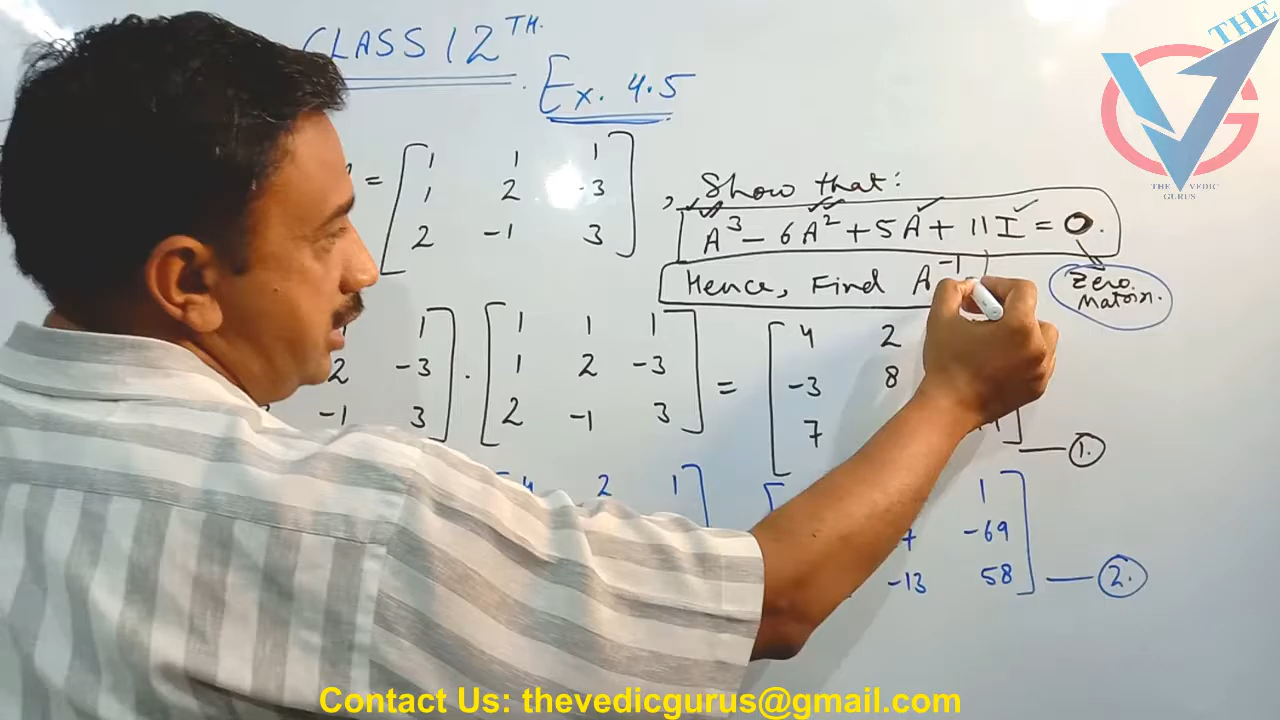 CLASS 12TH.
Ex. 4.5
= [ 1 1 1
1 2 -3
2 -1 3 ] , Show that:
A³ - 6A² + 5A + 11I = 0.
Hence, Find A⁻¹
Zero Matrix.
1 1 1 1 4 2
2 -3 . 1 2 -3 = -3 8
-1 3 2 -1 3 7
1.
4 2 1 1
-69
-13 58
2.
THE
V
G
THE VEDIC GURUS
Contact Us: thevedicgurus@gmail.com